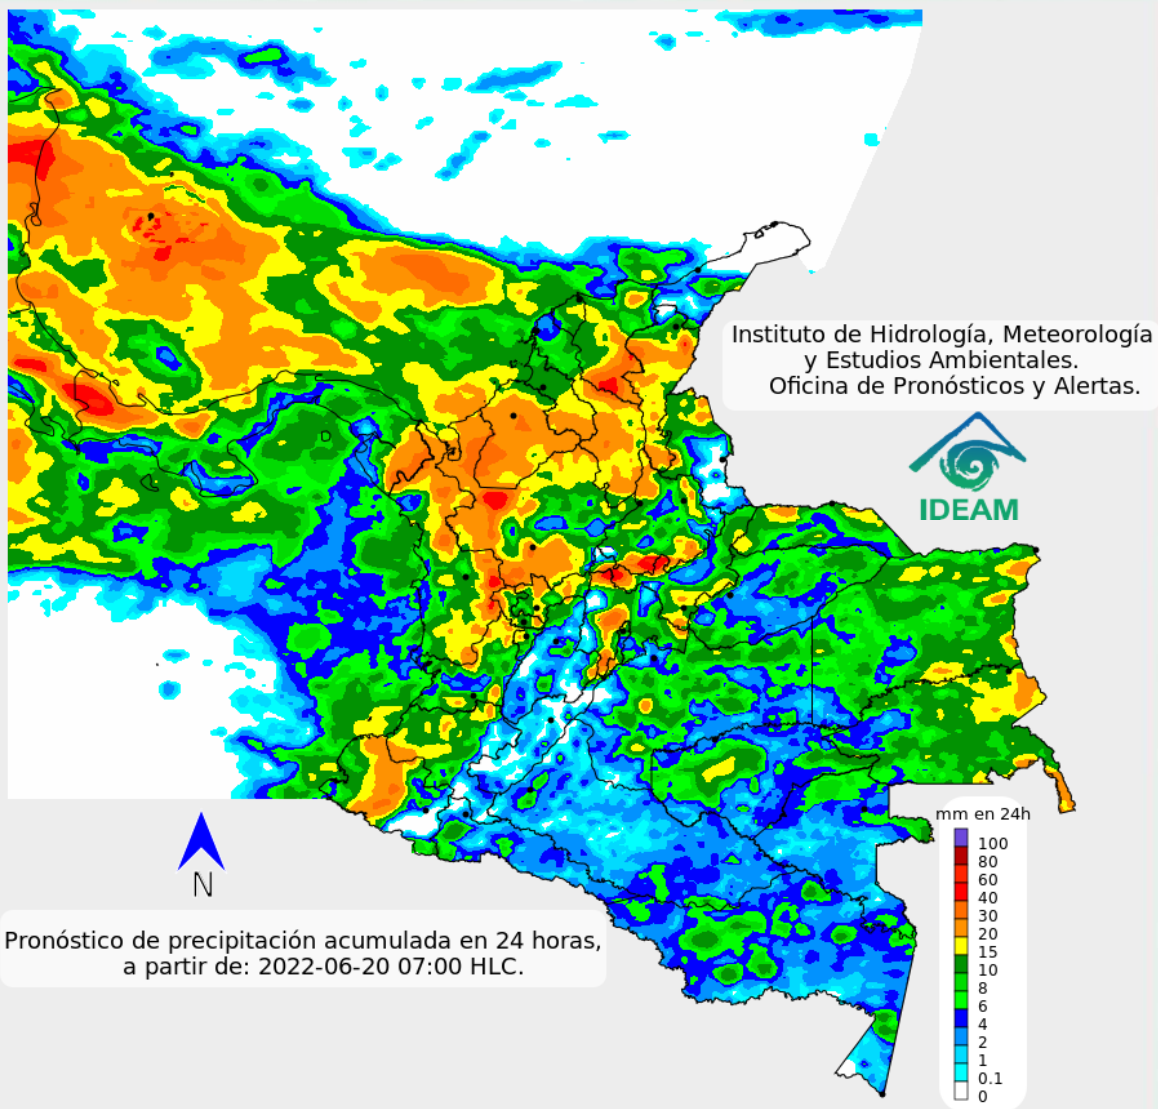 Instituto de Hidrología, Meteorología
y Estudios Ambientales.
Oficina de Pronósticos y Alertas.
IDEAM
N
Pronóstico de precipitación acumulada en 24 horas,
a partir de: 2022-06-20 07:00 HLC.
mm en 24h
100
80
60
40
30
20
15
10
8
6
4
2
1
0.1
0